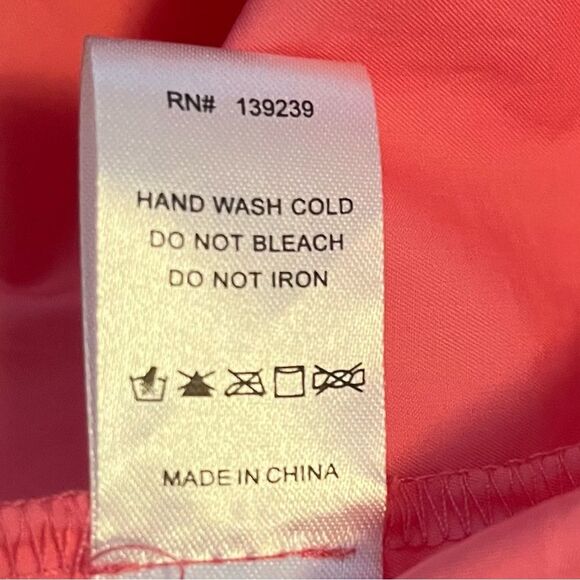 RN# 139239
HAND WASH COLD
DO NOT BLEACH
DO NOT IRON
MADE IN CHINA